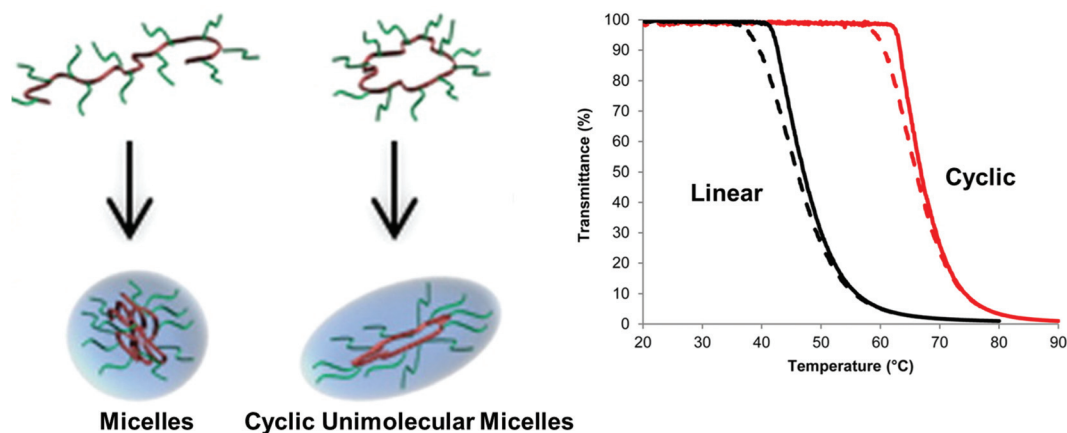 Micelles
Cyclic Unimolecular Micelles
Transmittance (%)
100
90
80
70
60
50
40
30
20
10
0
Linear
Cyclic
20 30 40 50 60 70 80 90
Temperature (°C)